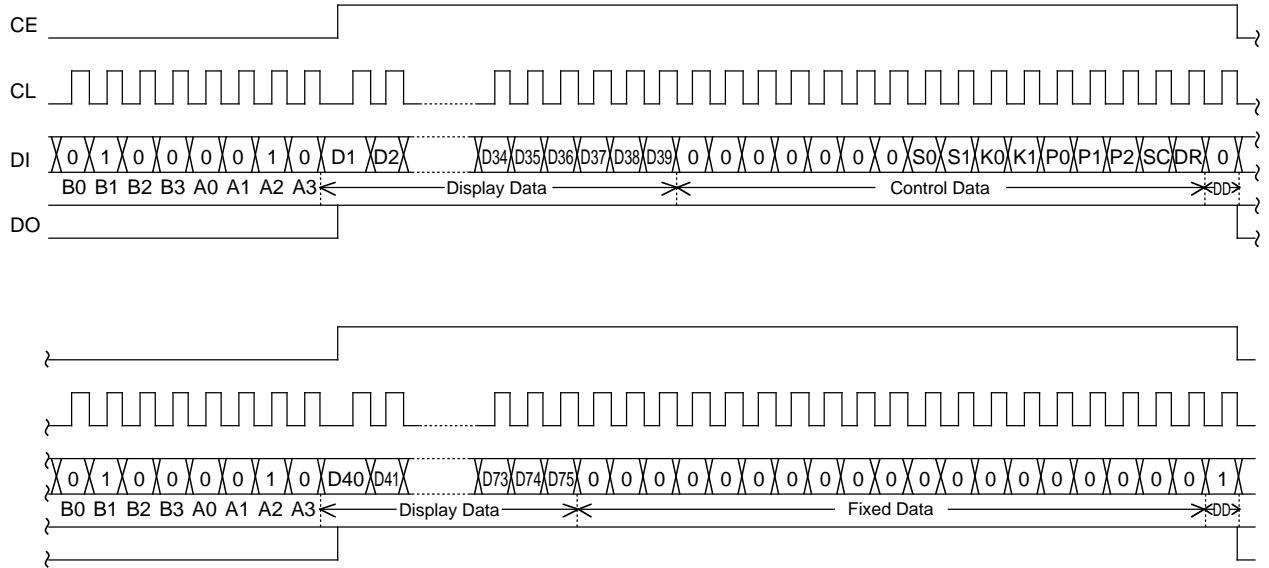 CE
CL
DI 0 1 0 0 0 0 1 0 D1 D2 D34 D35 D36 D37 D38 D39 0 0 0 0 0 0 0 S0 S1 K0 K1 P0 P1 P2 SC DR 0
B0 B1 B2 B3 A0 A1 A2 A3 Display Data Control Data DD
DO
0 1 0 0 0 0 1 0 D40 D41 D73 D74 D75 0 0 0 0 0 0 0 0 0 0 0 0 0 0 0 0 0 0 0 1
B0 B1 B2 B3 A0 A1 A2 A3 Display Data Fixed Data DD